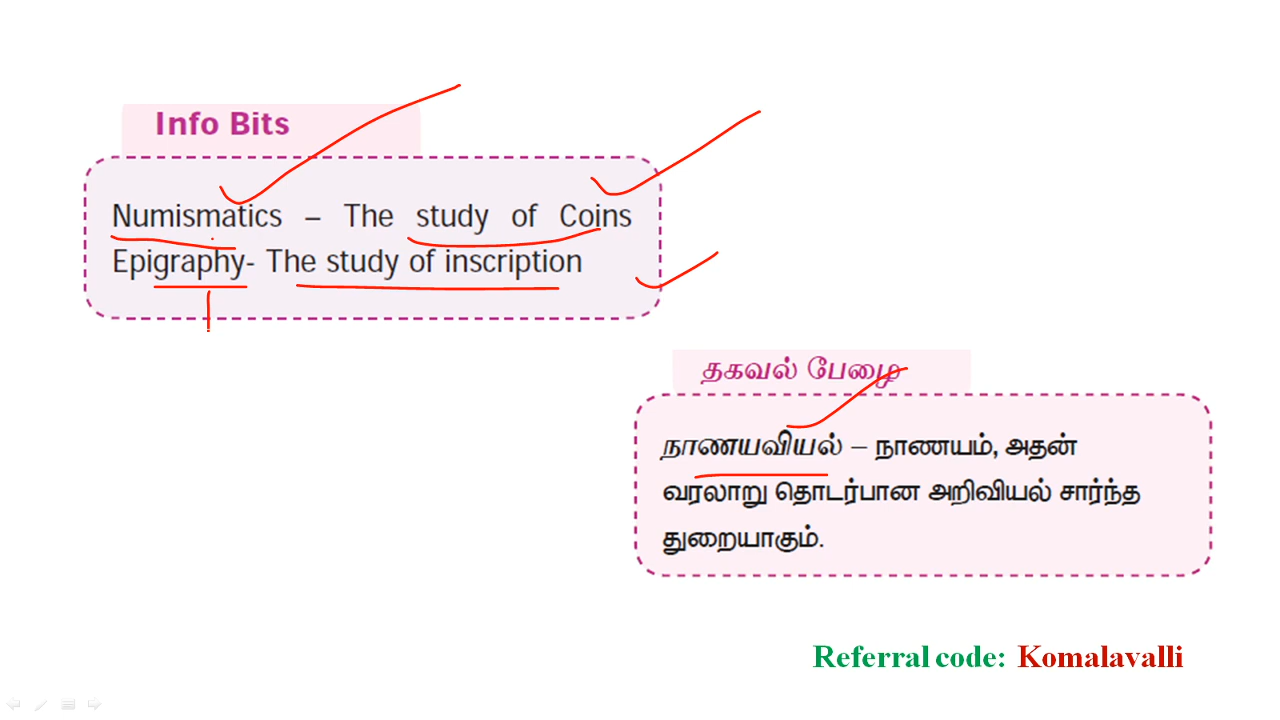 Info Bits
Numismatics – The study of Coins
Epigraphy- The study of inscription
தகவல் பேழை
நாணயவியல் – நாணயம், அதன்
வரலாறு தொடர்பான அறிவியல் சார்ந்த
துறையாகும்.
Referral code: Komalavalli